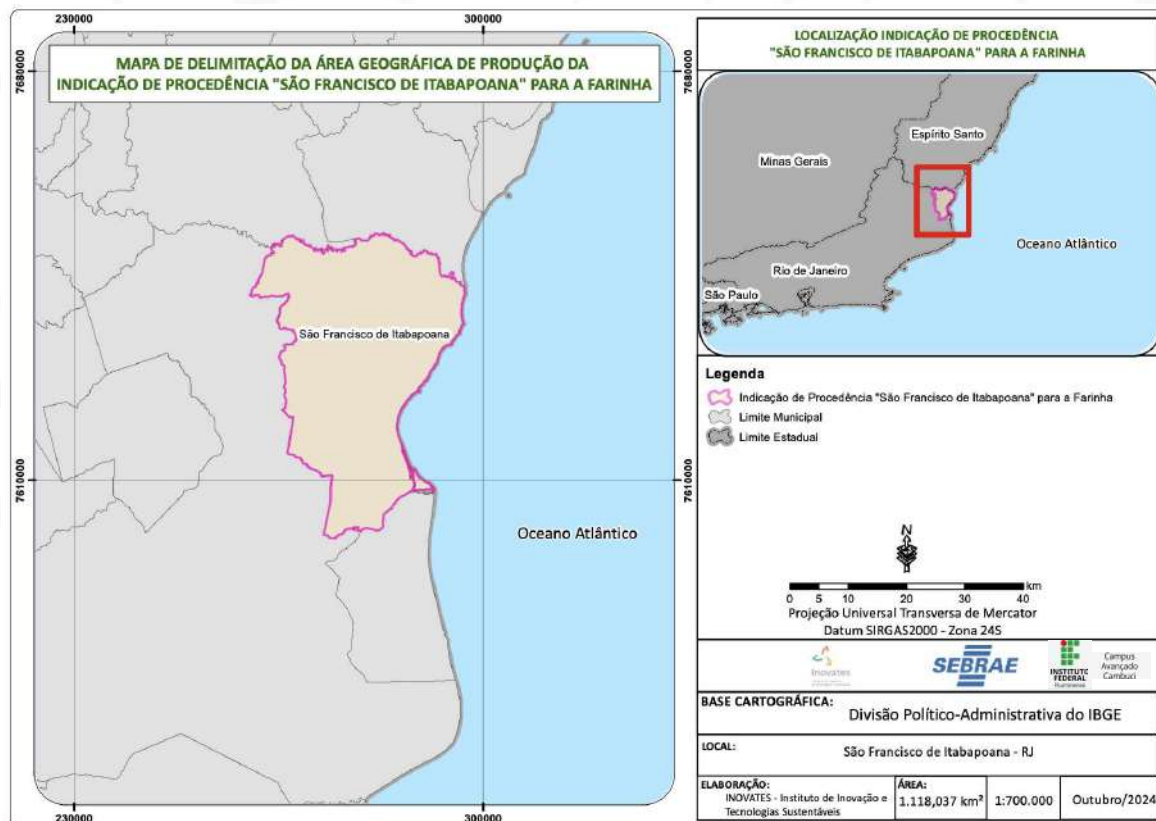 230000
300000
7680000
7680000
7610000
7610000
230000
300000
MAPA DE DELIMITAÇÃO DA ÁREA GEOGRÁFICA DE PRODUÇÃO DA
INDICAÇÃO DE PROCEDÊNCIA "SÃO FRANCISCO DE ITABAPOANA" PARA A FARINHA
São Francisco de Itabapoana
Oceano Atlântico
LOCALIZAÇÃO INDICAÇÃO DE PROCEDÊNCIA
"SÃO FRANCISCO DE ITABAPOANA" PARA A FARINHA
Espírito Santo
Minas Gerais
Oceano Atlântico
Rio de Janeiro
São Paulo
Legenda
Indicação de Procedência "São Francisco de Itabapoana" para a Farinha
Limite Municipal
Limite Estadual
N
km
0 5 10 20 30 40
Projeção Universal Transversa de Mercator
Datum SIRGAS2000 - Zona 24S
Inovates
SEBRAE
INSTITUTO
FEDERAL
Fluminense
Campus
Avançado
Cambuci
BASE CARTOGRÁFICA:
Divisão Político-Administrativa do IBGE
LOCAL:
São Francisco de Itabapoana - RJ
ELABORAÇÃO:
INOVATES - Instituto de Inovação e
Tecnologias Sustentáveis
ÁREA:
1.118,037 km²
1:700.000
Outubro/2024